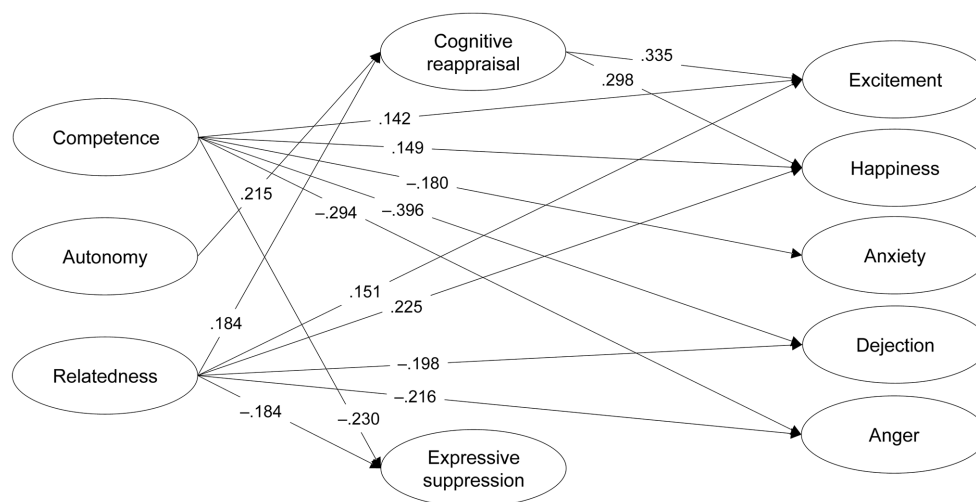 Cognitive
reappraisal
.335
Excitement
.298
.142
Competence
.149
Happiness
–.180
.215
–.294
–.396
Autonomy
Anxiety
.151
.225
.184
Dejection
–.198
Relatedness
–.216
–.184
–.230
Anger
Expressive
suppression